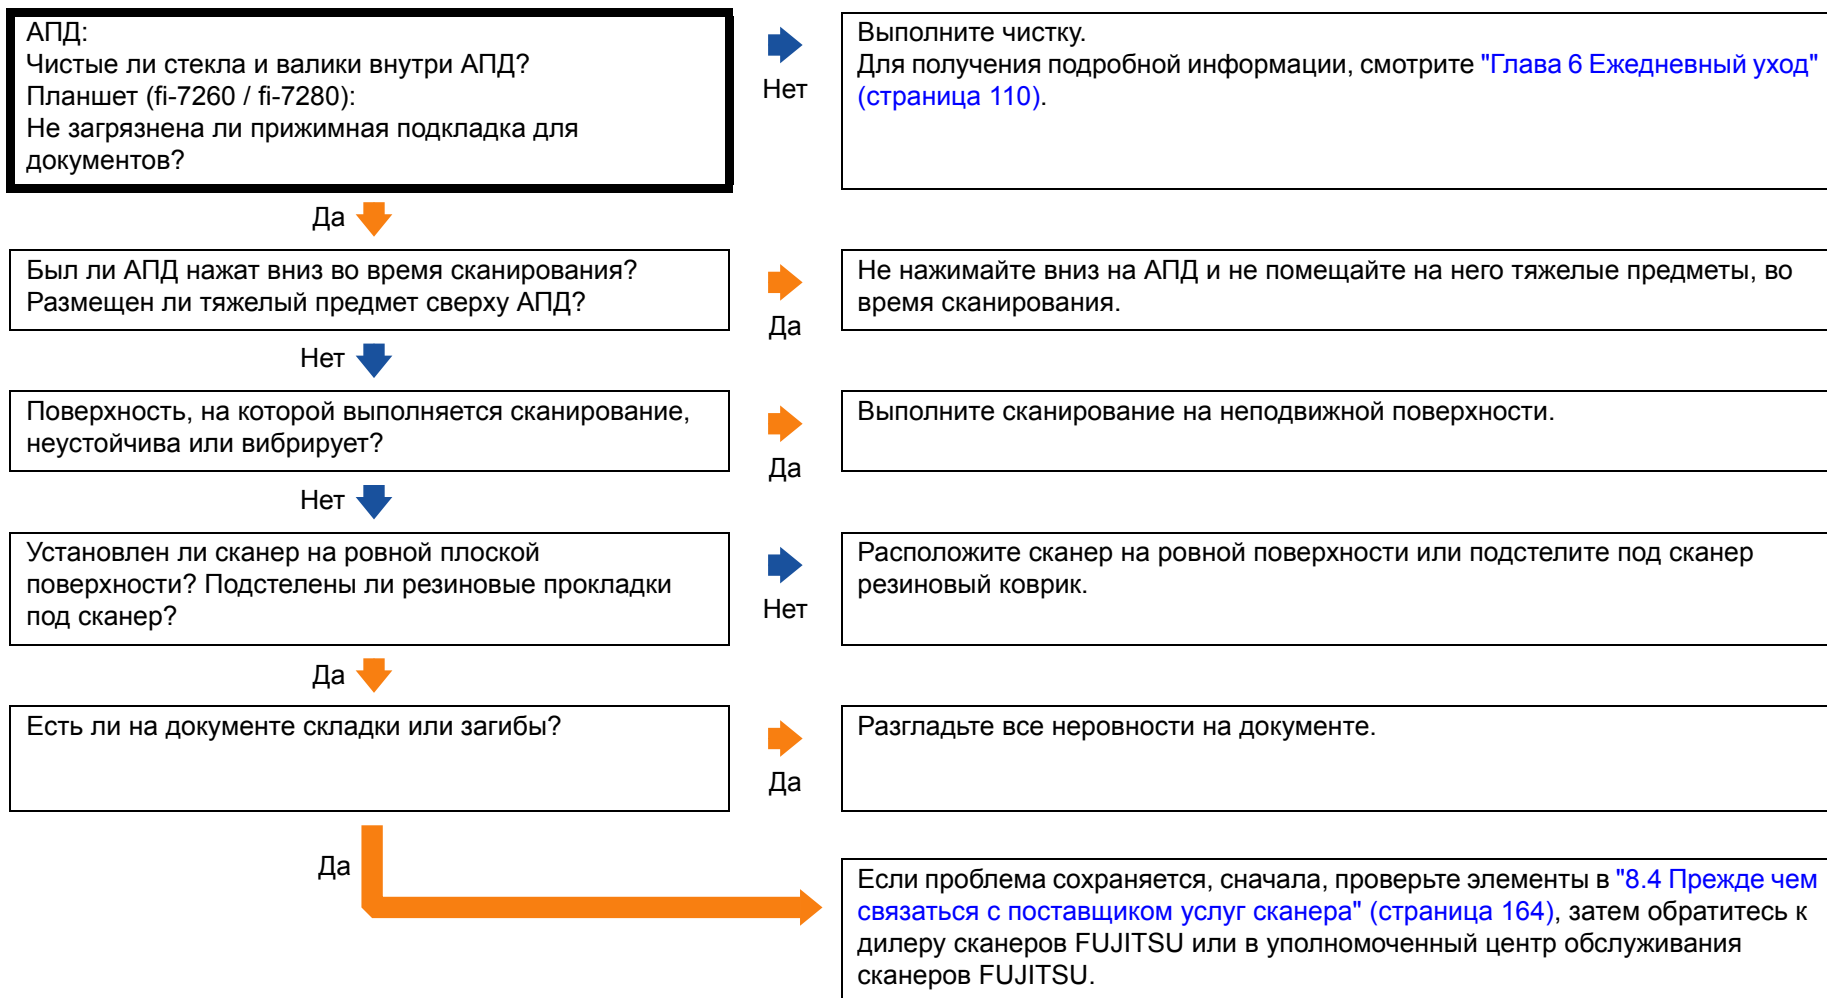 АПД:
Чистые ли стекла и валики внутри АПД?
Планшет (fi-7260 / fi-7280):
Не загрязнена ли прижимная подкладка для
документов?
Нет
Выполните чистку.
Для получения подробной информации, смотрите "Глава 6 Ежедневный уход"
(страница 110).
Да
Был ли АПД нажат вниз во время сканирования?
Размещен ли тяжелый предмет сверху АПД?
Да
Не нажимайте вниз на АПД и не помещайте на него тяжелые предметы, во
время сканирования.
Нет
Поверхность, на которой выполняется сканирование,
неустойчива или вибрирует?
Да
Выполните сканирование на неподвижной поверхности.
Нет
Установлен ли сканер на ровной плоской
поверхности? Подстелены ли резиновые прокладки
под сканер?
Нет
Расположите сканер на ровной поверхности или подстелите под сканер
резиновый коврик.
Да
Есть ли на документе складки или загибы?
Да
Разгладьте все неровности на документе.
Да
Если проблема сохраняется, сначала, проверьте элементы в "8.4 Прежде чем
связаться с поставщиком услуг сканера" (страница 164), затем обратитесь к
дилеру сканеров FUJITSU или в уполномоченный центр обслуживания
сканеров FUJITSU.